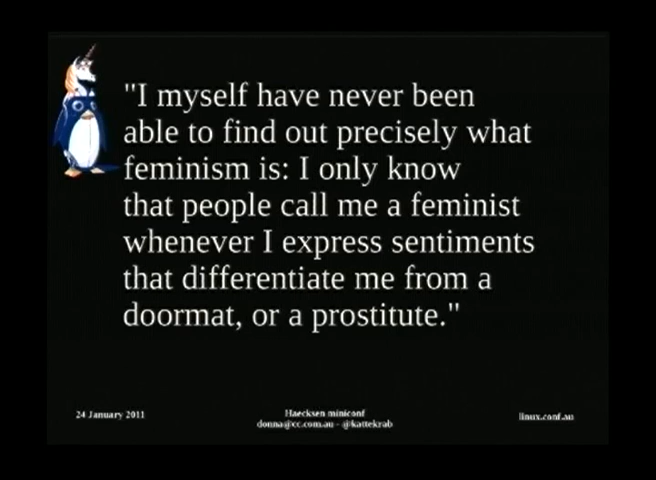 "I myself have never been
able to find out precisely what
feminism is: I only know
that people call me a feminist
whenever I express sentiments
that differentiate me from a
doormat, or a prostitute."
24 January 2011
Haecksen miniconf
donna@cc.com.au - @kattekrab
linux.conf.au